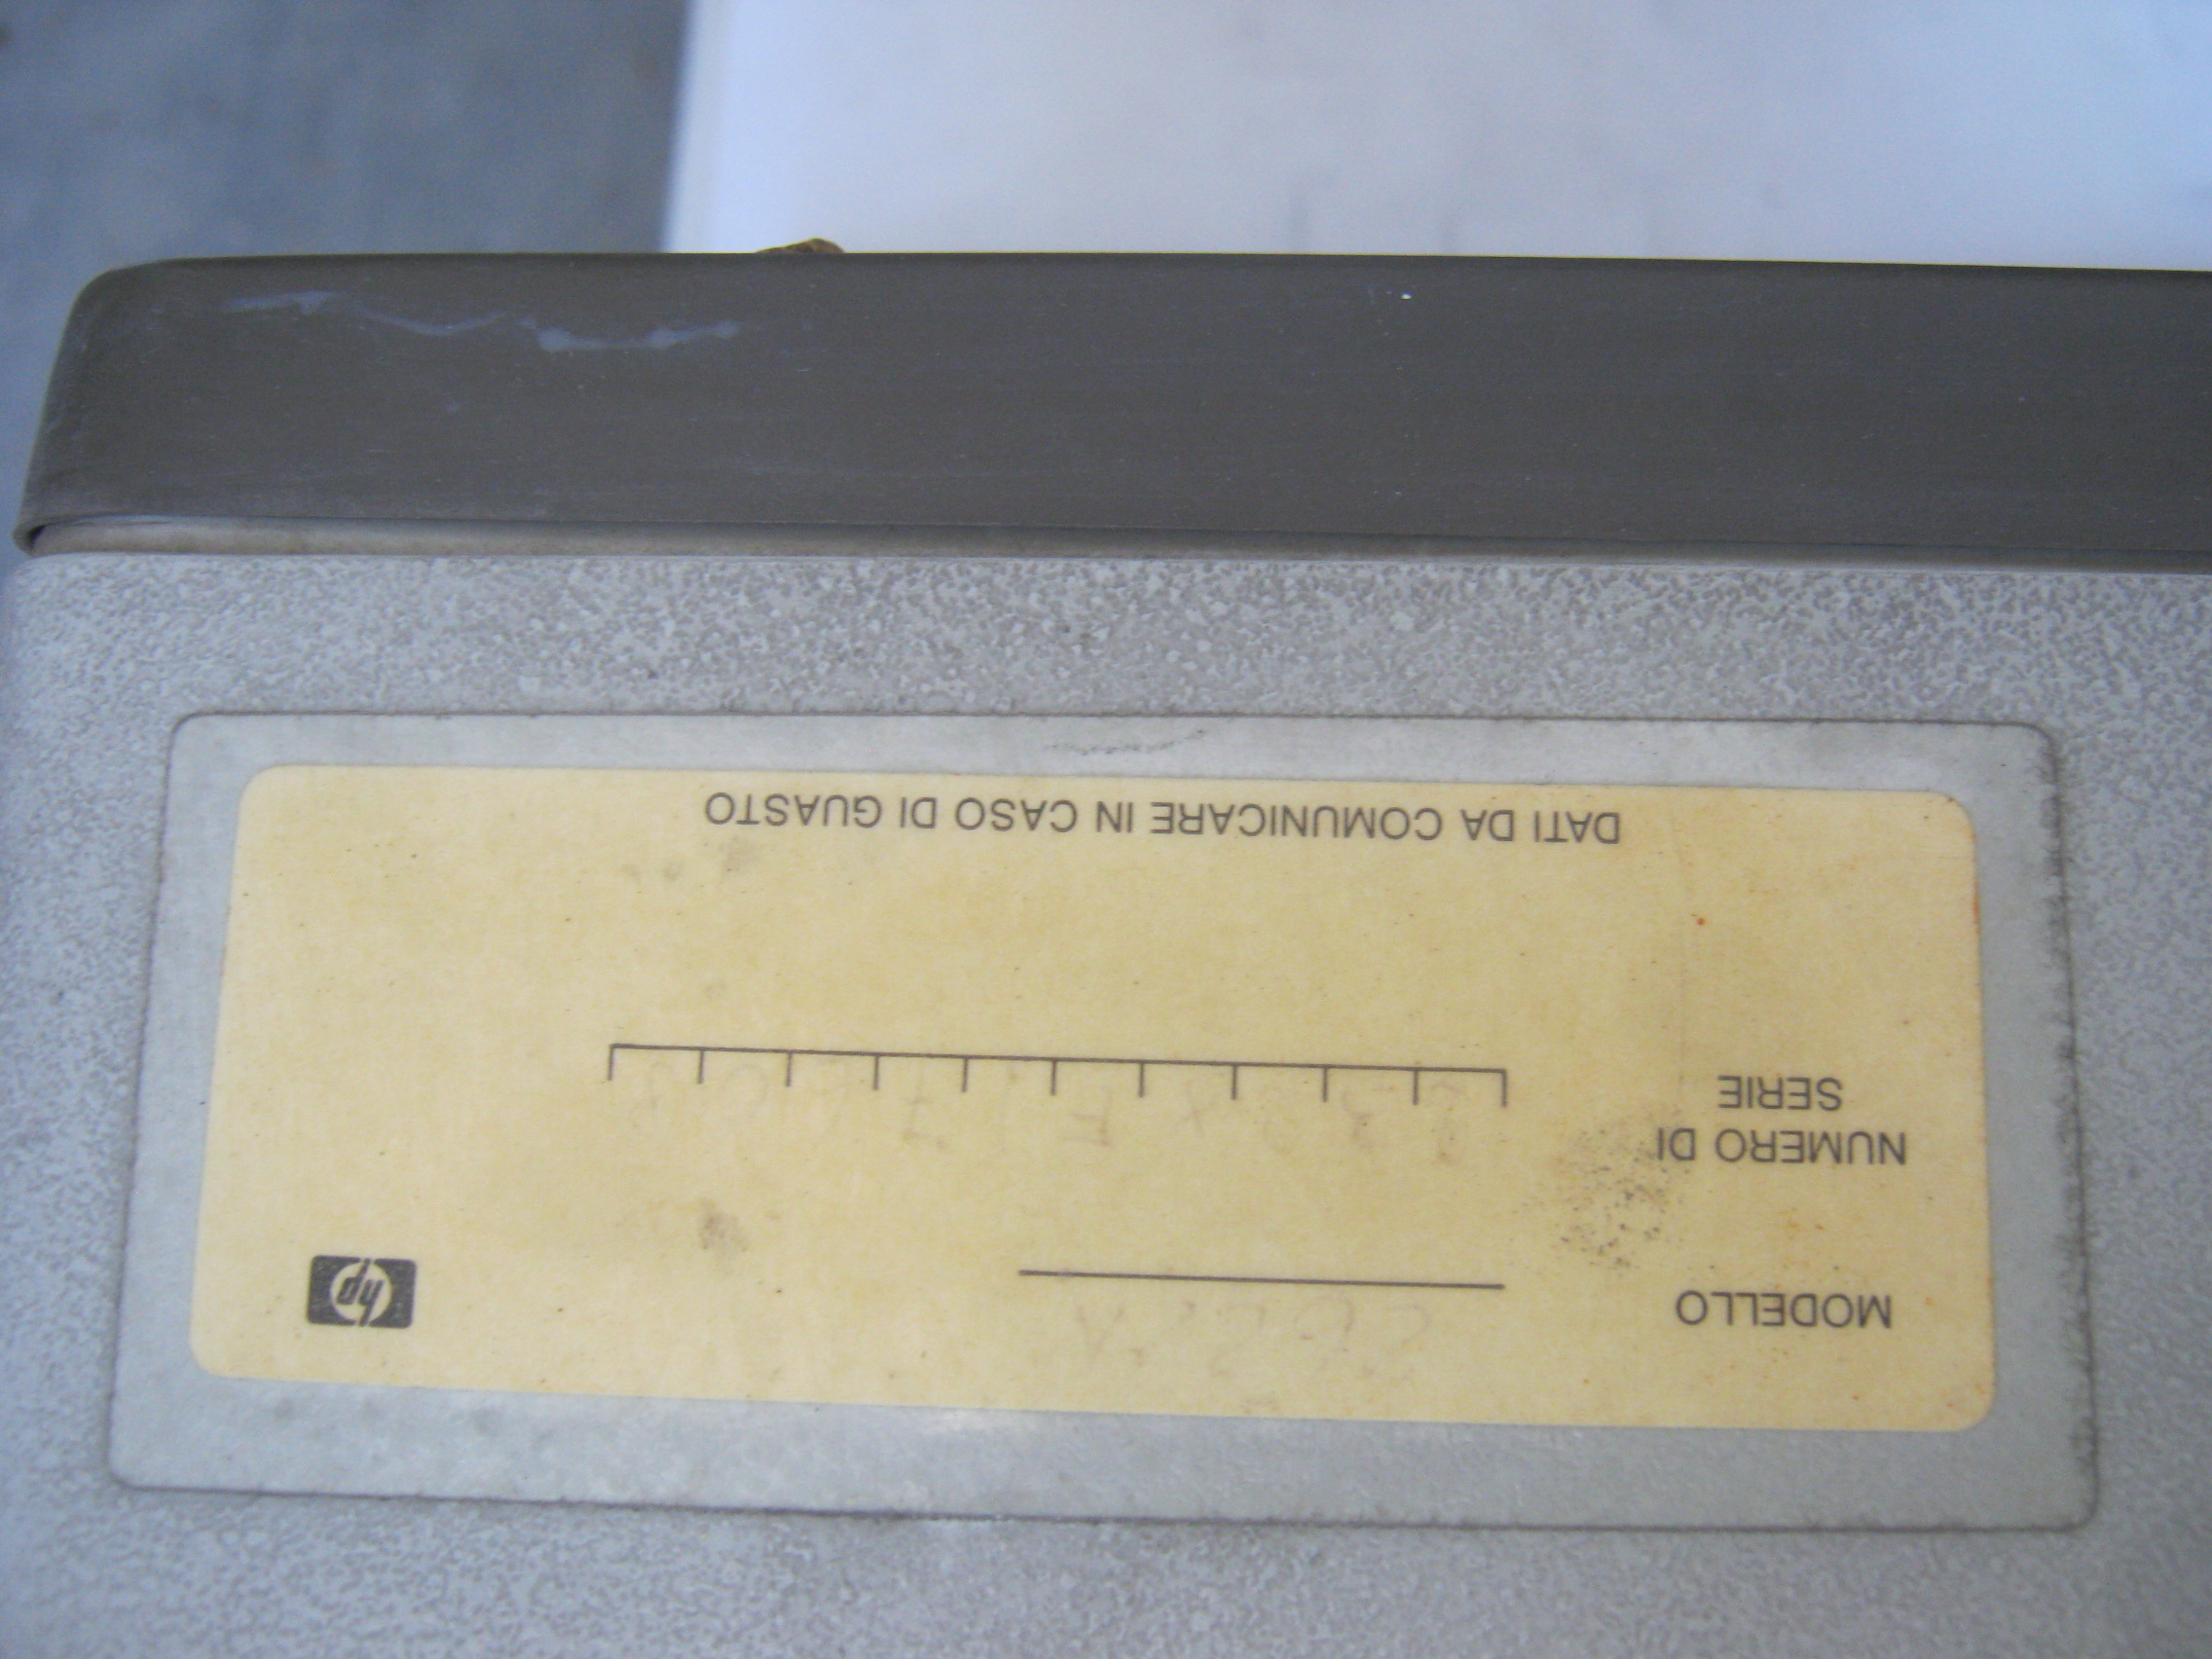 MODELLO
hp
NUMERO DI
SERIE
DATI DA COMUNICARE IN CASO DI GUASTO